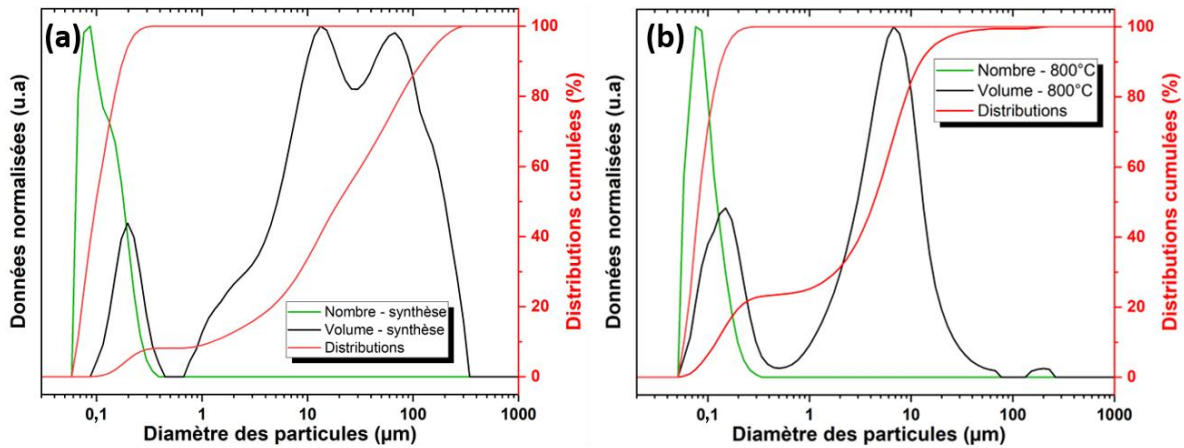 (a)
Données normalisées (u.a)
100
80
60
40
20
0
Distributions cumulées (%)
Nombre - synthèse
Volume - synthèse
Distributions
0,1 1 10 100 1000
Diamètre des particules (µm)
(b)
Données normalisées (u.a)
100
80
60
40
20
0
Distributions cumulées (%)
Nombre - 800°C
Volume - 800°C
Distributions
0,1 1 10 100 1000
Diamètre des particules (µm)